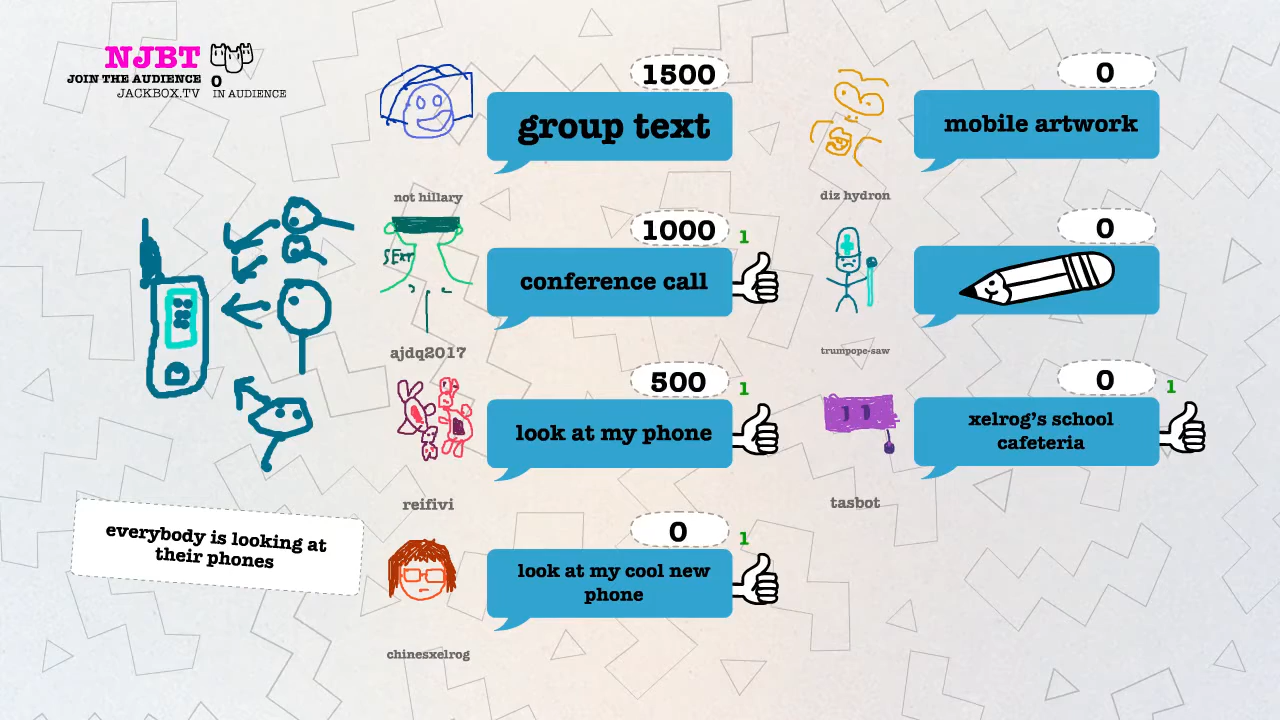 NJBT
JOIN THE AUDIENCE
JACKBOX.TV
0
IN AUDIENCE
1500
group text
not hillary
1000
1
conference call
SExT
ajdq2017
500
1
look at my phone
reifivi
0
1
look at my cool new
phone
chinesxelrog
0
mobile artwork
diz hydron
0
trumpope-saw
0
1
xelrog's school
cafeteria
tasbot
everybody is looking at
their phones